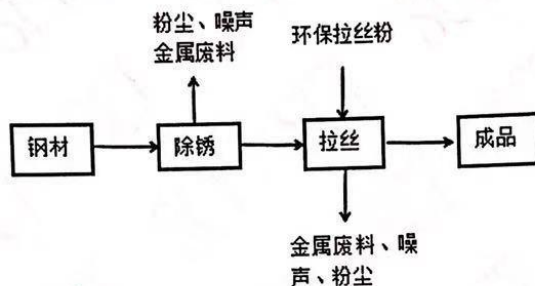 粉尘、噪声
金属废料
环保拉丝粉
钢材
除锈
拉丝
成品
金属废料、噪
声、粉尘